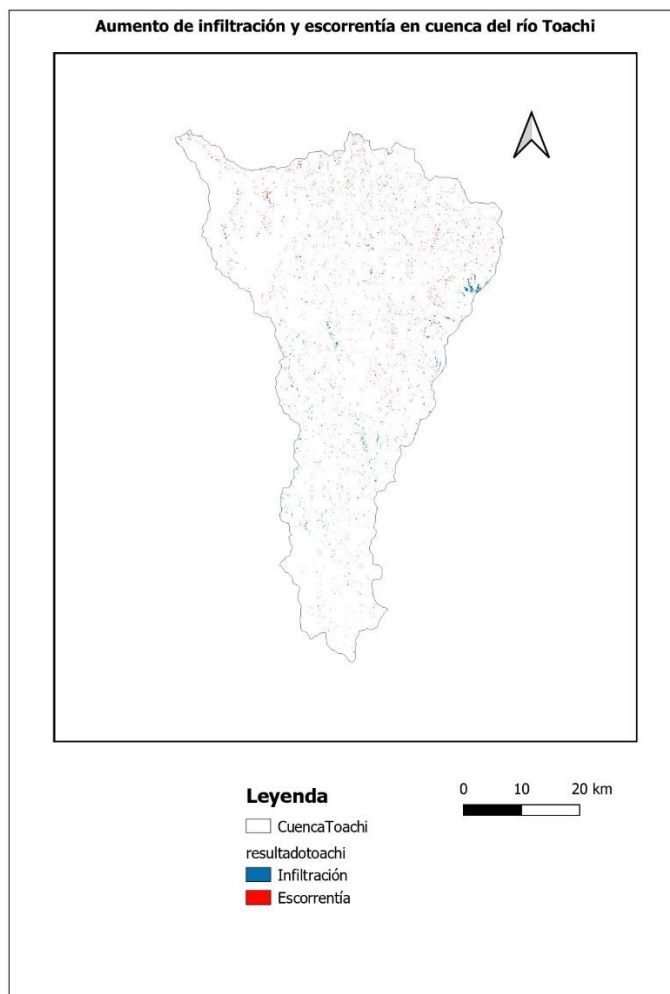 Aumento de infiltración y escorrentía en cuenca del río Toachi
Leyenda
CuencaToachi
resultadotoachi
Infiltración
Escorrentía
0 10 20 km